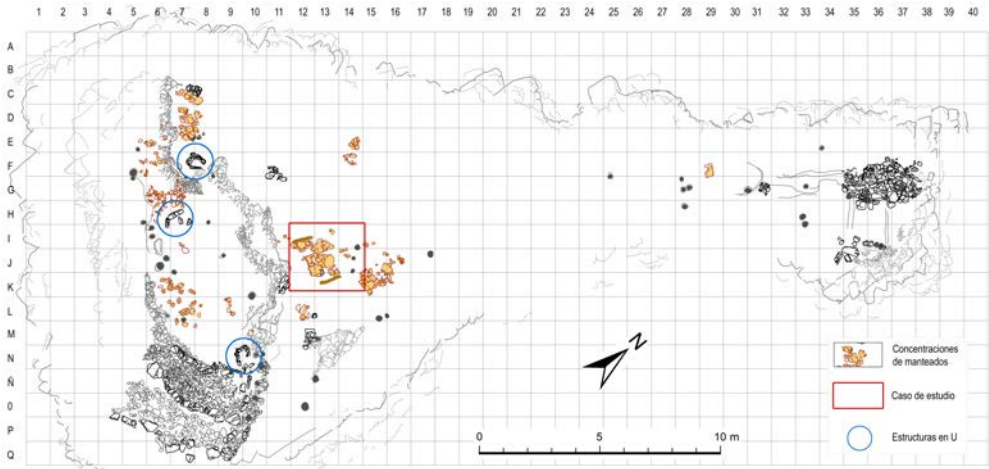 1 2 3 4 5 6 7 8 9 10 11 12 13 14 15 16 17 18 19 20 21 22 23 24 25 26 27 28 29 30 31 32 33 34 35 36 37 38 39 40
A
B
C
D
E
F
G
H
I
J
K
L
M
N
Ñ
0
P
Q
N
Concentraciones
de manteados
Caso de estudio
Estructuras en U
0 5 10 m